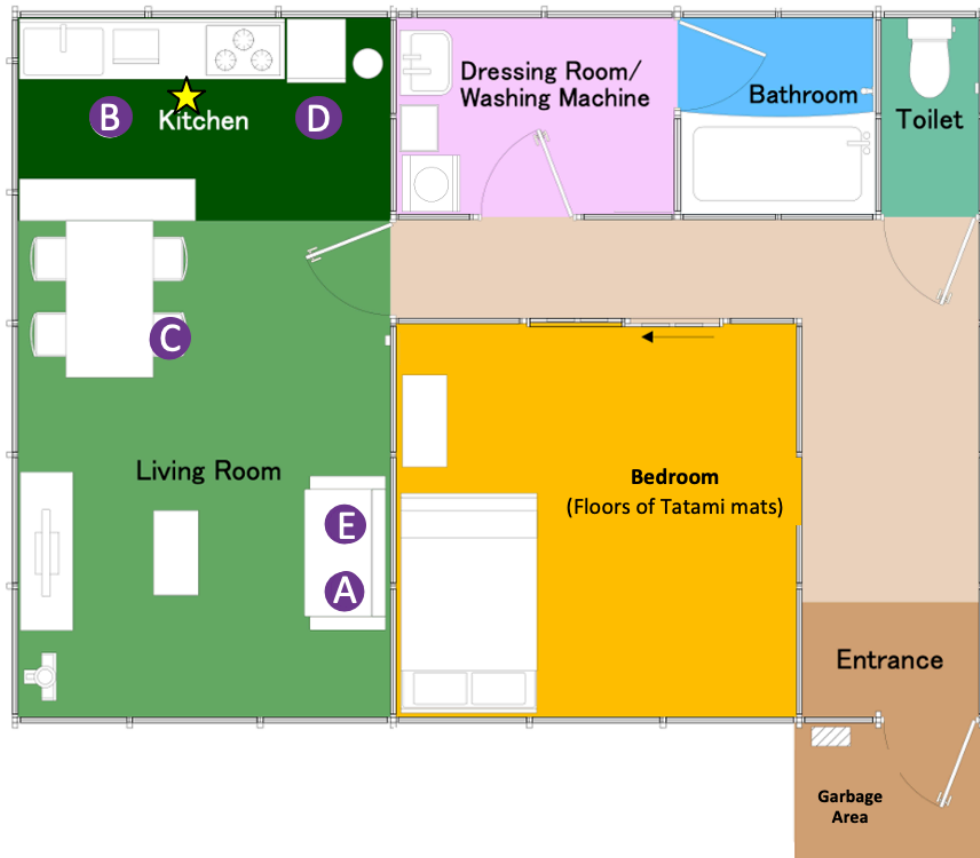 Dressing Room/
Washing Machine
Bathroom
Toilet
B
Kitchen
D
C
Living Room
E
A
Bedroom
(Floors of Tatami mats)
Entrance
Garbage
Area